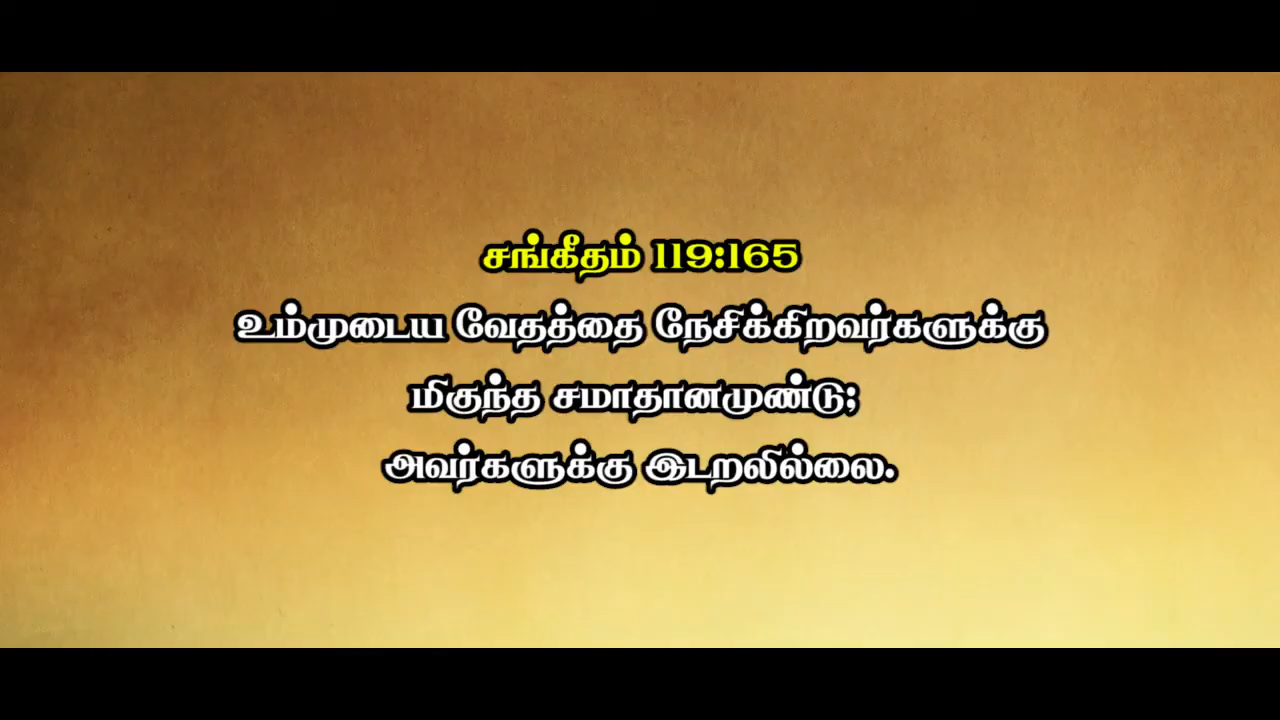 சங்கீதம் 119:165
உம்முடைய வேதத்தை நேசிக்கிறவர்களுக்கு
மிகுந்த சமாதானமுண்டு;
அவர்களுக்கு இடறலில்லை.